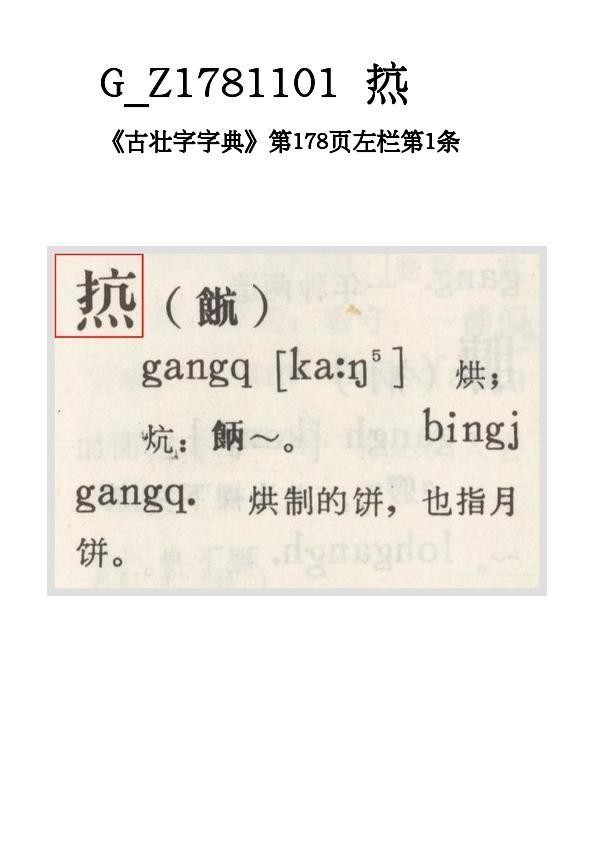 G_Z1781101
《古壮字字典》第178页左栏第1条
( )
gangq [ka:ŋ⁵] 烘；
炕：～。 bingj
gangq. 烘制的饼，也指月
饼。